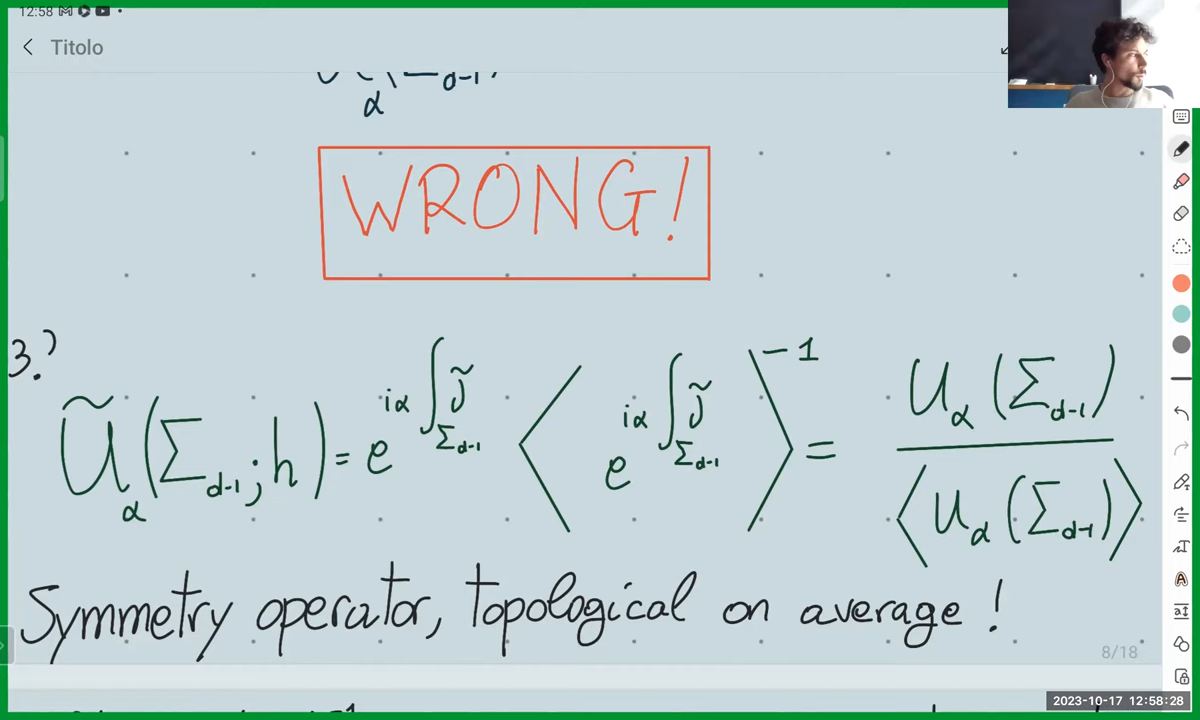 12:58
Titolo
α d-1
WRONG!
3.)
Ũ_α(Σ_{d-1}; h) = e^{iα ∫_{Σ_{d-1}} J̃} ⟨ e^{iα ∫_{Σ_{d-1}} J̃} ⟩^{-1} = U_α(Σ_{d-1}) / ⟨U_α(Σ_{d-1})⟩
Symmetry operator, topological on average!
8/18
2023-10-17 12:58:28